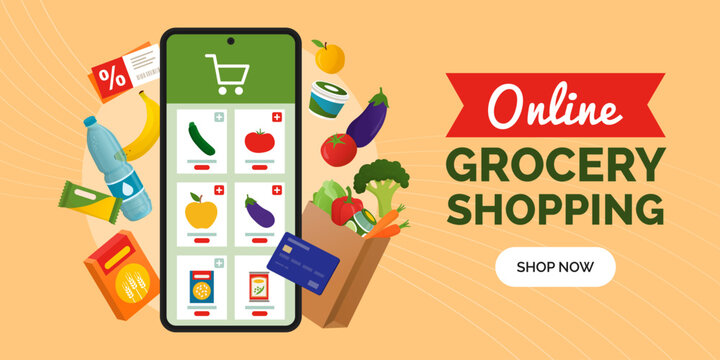 %
Online
GROCERY
SHOPPING
SHOP NOW